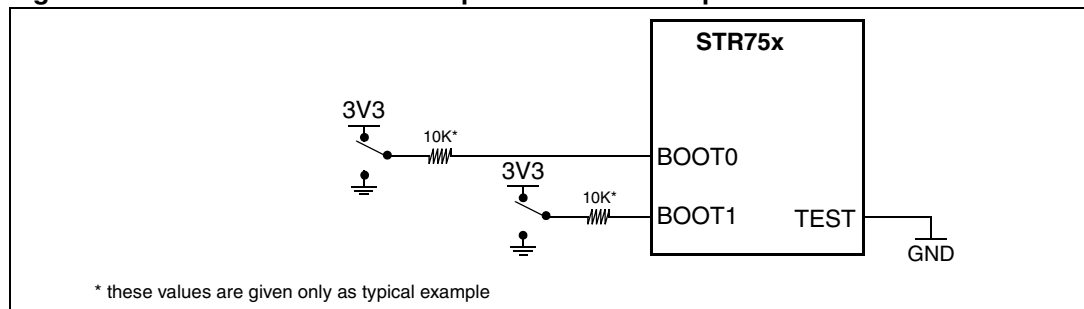 STR75x
3V3
10K*
BOOT0
3V3
10K*
BOOT1
TEST
GND
* these values are given only as typical example